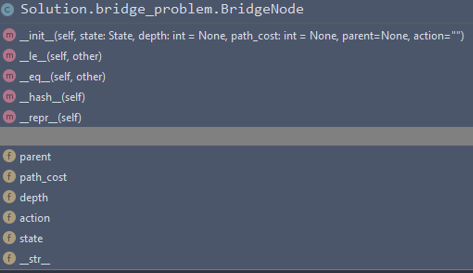 C Solution.bridge_problem.BridgeNode
m __init__(self, state: State, depth: int = None, path_cost: int = None, parent=None, action="")
m __le__(self, other)
m __eq__(self, other)
m __hash__(self)
m __repr__(self)
f parent
f path_cost
f depth
f action
f state
f __str__